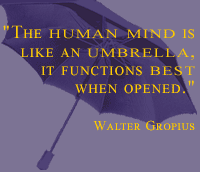 "The human mind is
like an umbrella,
it functions best
when opened."
Walter Gropius